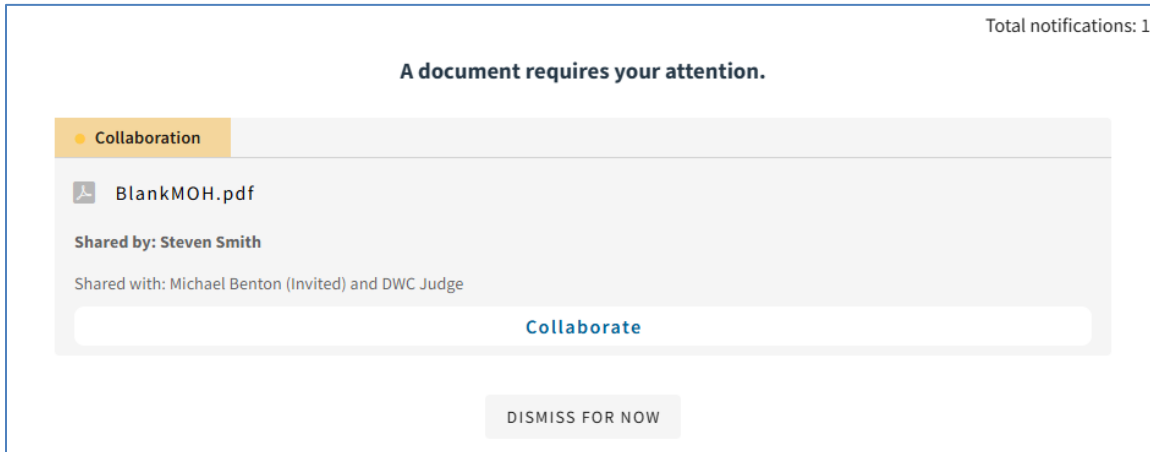 Total notifications: 1
A document requires your attention.
Collaboration
BlankMOH.pdf
Shared by: Steven Smith
Shared with: Michael Benton (Invited) and DWC Judge
Collaborate
DISMISS FOR NOW